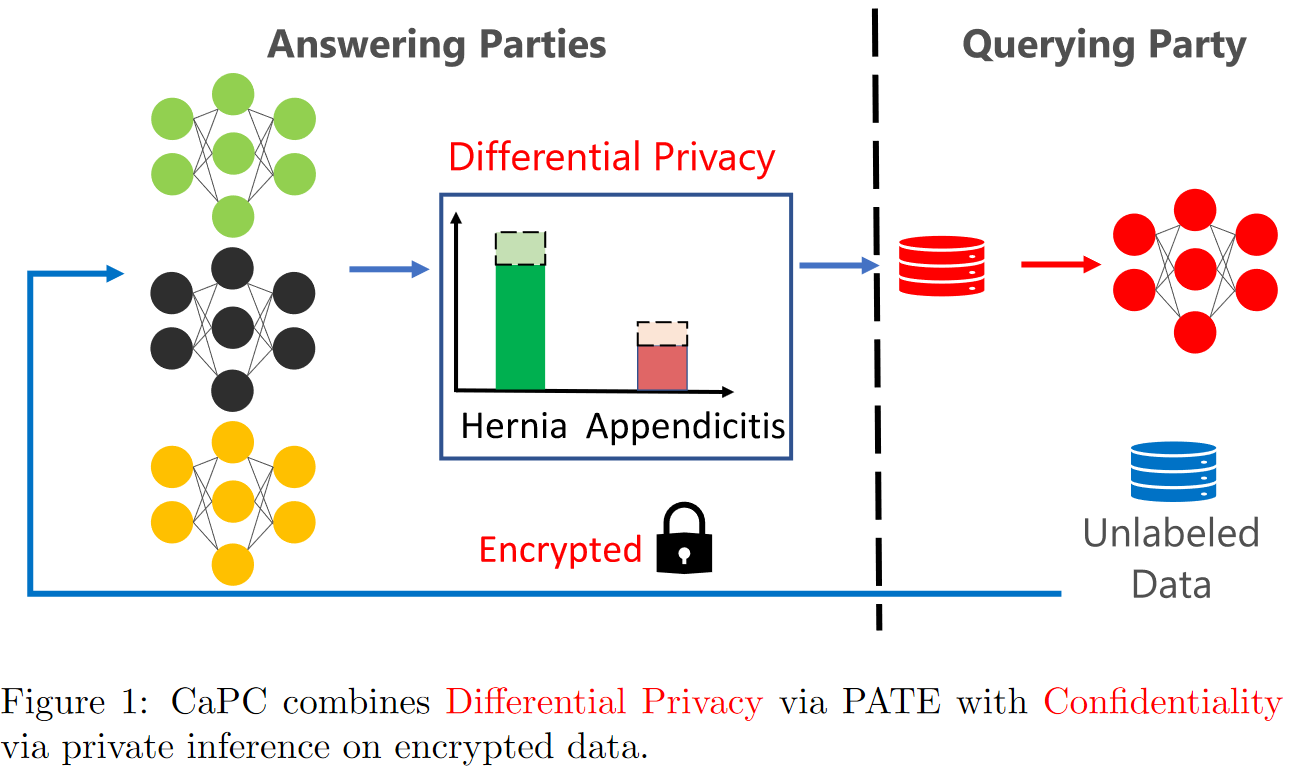 Answering Parties
Querying Party
Differential Privacy
Hernia Appendicitis
Encrypted
Unlabeled
Data
Figure 1: CaPC combines Differential Privacy via PATE with Confidentiality
via private inference on encrypted data.